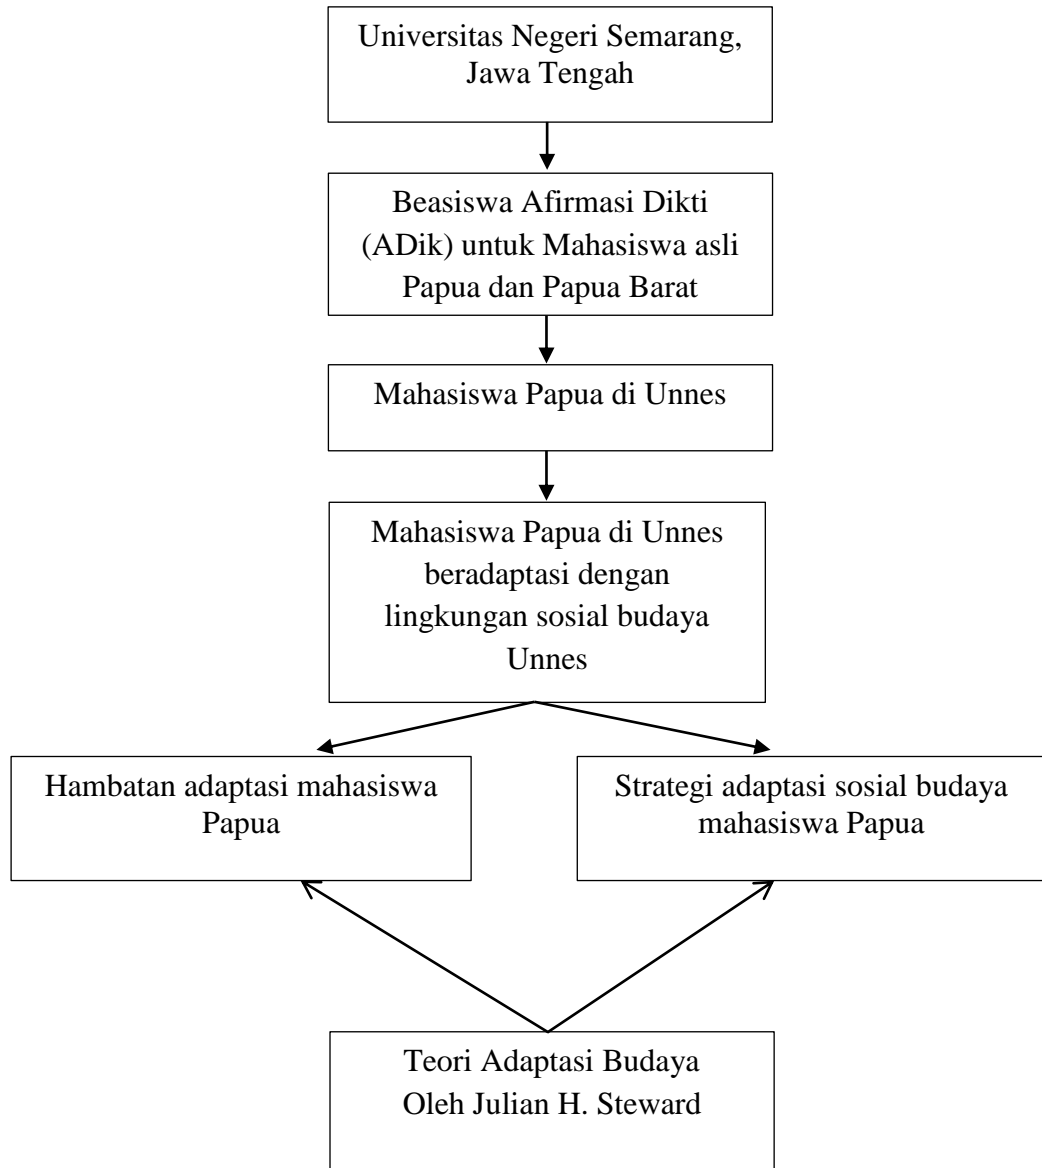 Universitas Negeri Semarang,
Jawa Tengah
Beasiswa Afirmasi Dikti
(ADik) untuk Mahasiswa asli
Papua dan Papua Barat
Mahasiswa Papua di Unnes
Mahasiswa Papua di Unnes
beradaptasi dengan
lingkungan sosial budaya
Unnes
Hambatan adaptasi mahasiswa
Papua
Strategi adaptasi sosial budaya
mahasiswa Papua
Teori Adaptasi Budaya
Oleh Julian H. Steward